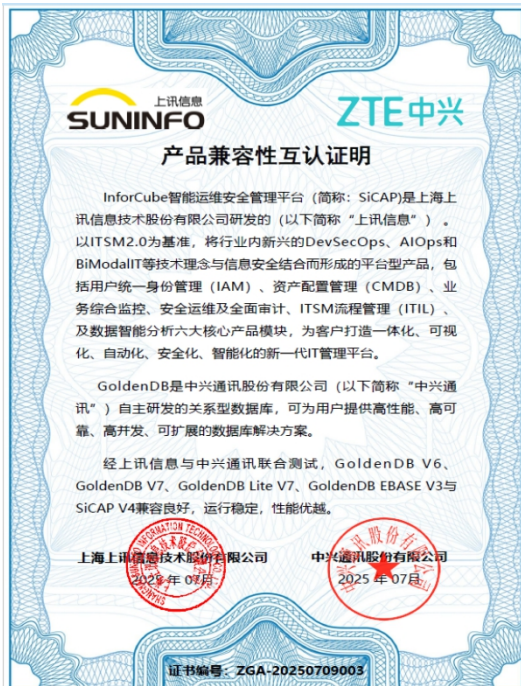 上讯信息
SUNINFO
ZTE中兴
产品兼容性互认证明
InforCube智能运维安全管理平台（简称：SiCAP)是上海上
讯信息技术股份有限公司研发的（以下简称“上讯信息”）。
以ITSM2.0为基准，将行业内新兴的DevSecOps、AIOps和
BiModalIT等技术理念与信息安全结合而形成的平台型产品，包
括用户统一身份管理（IAM）、资产配置管理（CMDB）、业
务综合监控、安全运维及全面审计、ITSM流程管理（ITIL）、
及数据智能分析六大核心产品模块，为客户打造一体化、可视
化、自动化、安全化、智能化的新一代IT管理平台。
GoldenDB是中兴通讯股份有限公司（以下简称“中兴通
讯”）自主研发的关系型数据库，可为用户提供高性能、高可
靠、高并发、可扩展的数据库解决方案。
经上讯信息与中兴通讯联合测试，GoldenDB V6、
GoldenDB V7、GoldenDB Lite V7、GoldenDB EBASE V3与
SiCAP V4兼容良好，运行稳定，性能优越。
上海上讯信息技术股份有限公司
2025 年 07月
中兴通讯股份有限公司
2025 年 07月
中兴通讯股份有限公司
证书编号：ZGA-20250709003